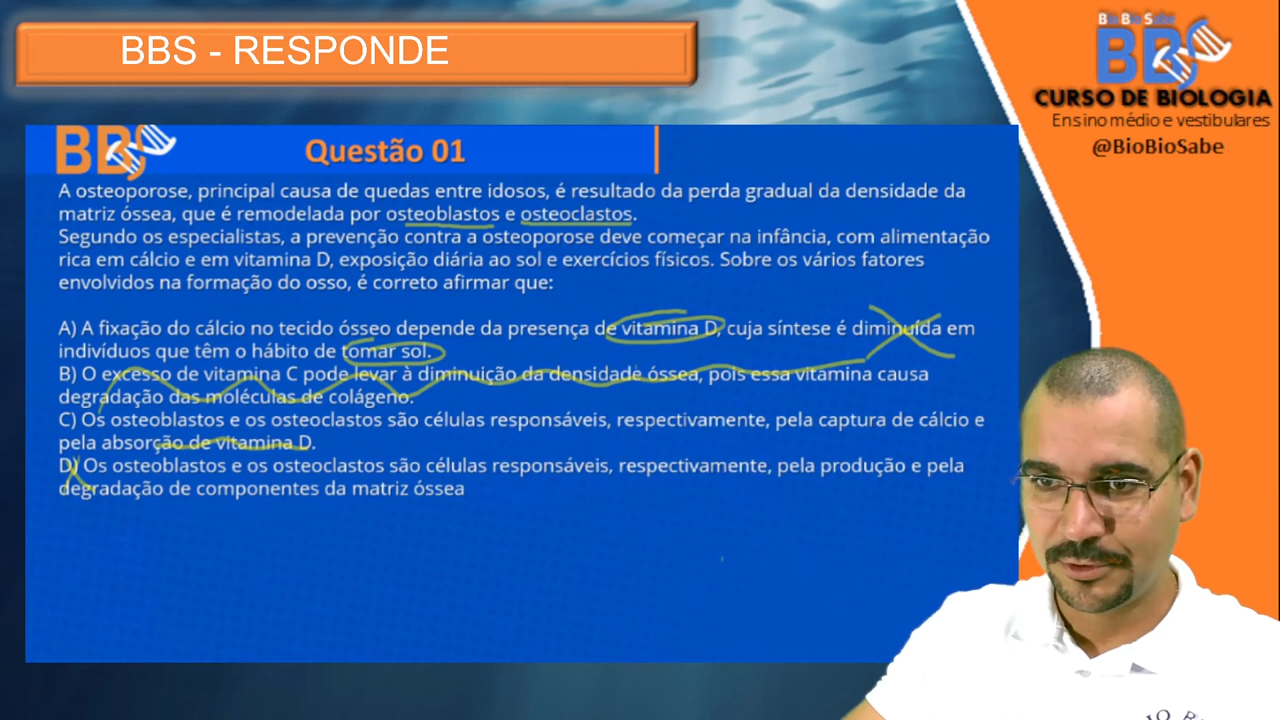 BBS - RESPONDE
Bio Bio Sabe
BBS
CURSO DE BIOLOGIA
Ensino médio e vestibulares
@BioBioSabe
BBS
Questão 01
A osteoporose, principal causa de quedas entre idosos, é resultado da perda gradual da densidade da
matriz óssea, que é remodelada por osteoblastos e osteoclastos.
Segundo os especialistas, a prevenção contra a osteoporose deve começar na infância, com alimentação
rica em cálcio e em vitamina D, exposição diária ao sol e exercícios físicos. Sobre os vários fatores
envolvidos na formação do osso, é correto afirmar que:
A) A fixação do cálcio no tecido ósseo depende da presença de vitamina D, cuja síntese é diminuída em
indivíduos que têm o hábito de tomar sol.
B) O excesso de vitamina C pode levar à diminuição da densidade óssea, pois essa vitamina causa
degradação das moléculas de colágeno.
C) Os osteoblastos e os osteoclastos são células responsáveis, respectivamente, pela captura de cálcio e
pela absorção de vitamina D.
D) Os osteoblastos e os osteoclastos são células responsáveis, respectivamente, pela produção e pela
degradação de componentes da matriz óssea